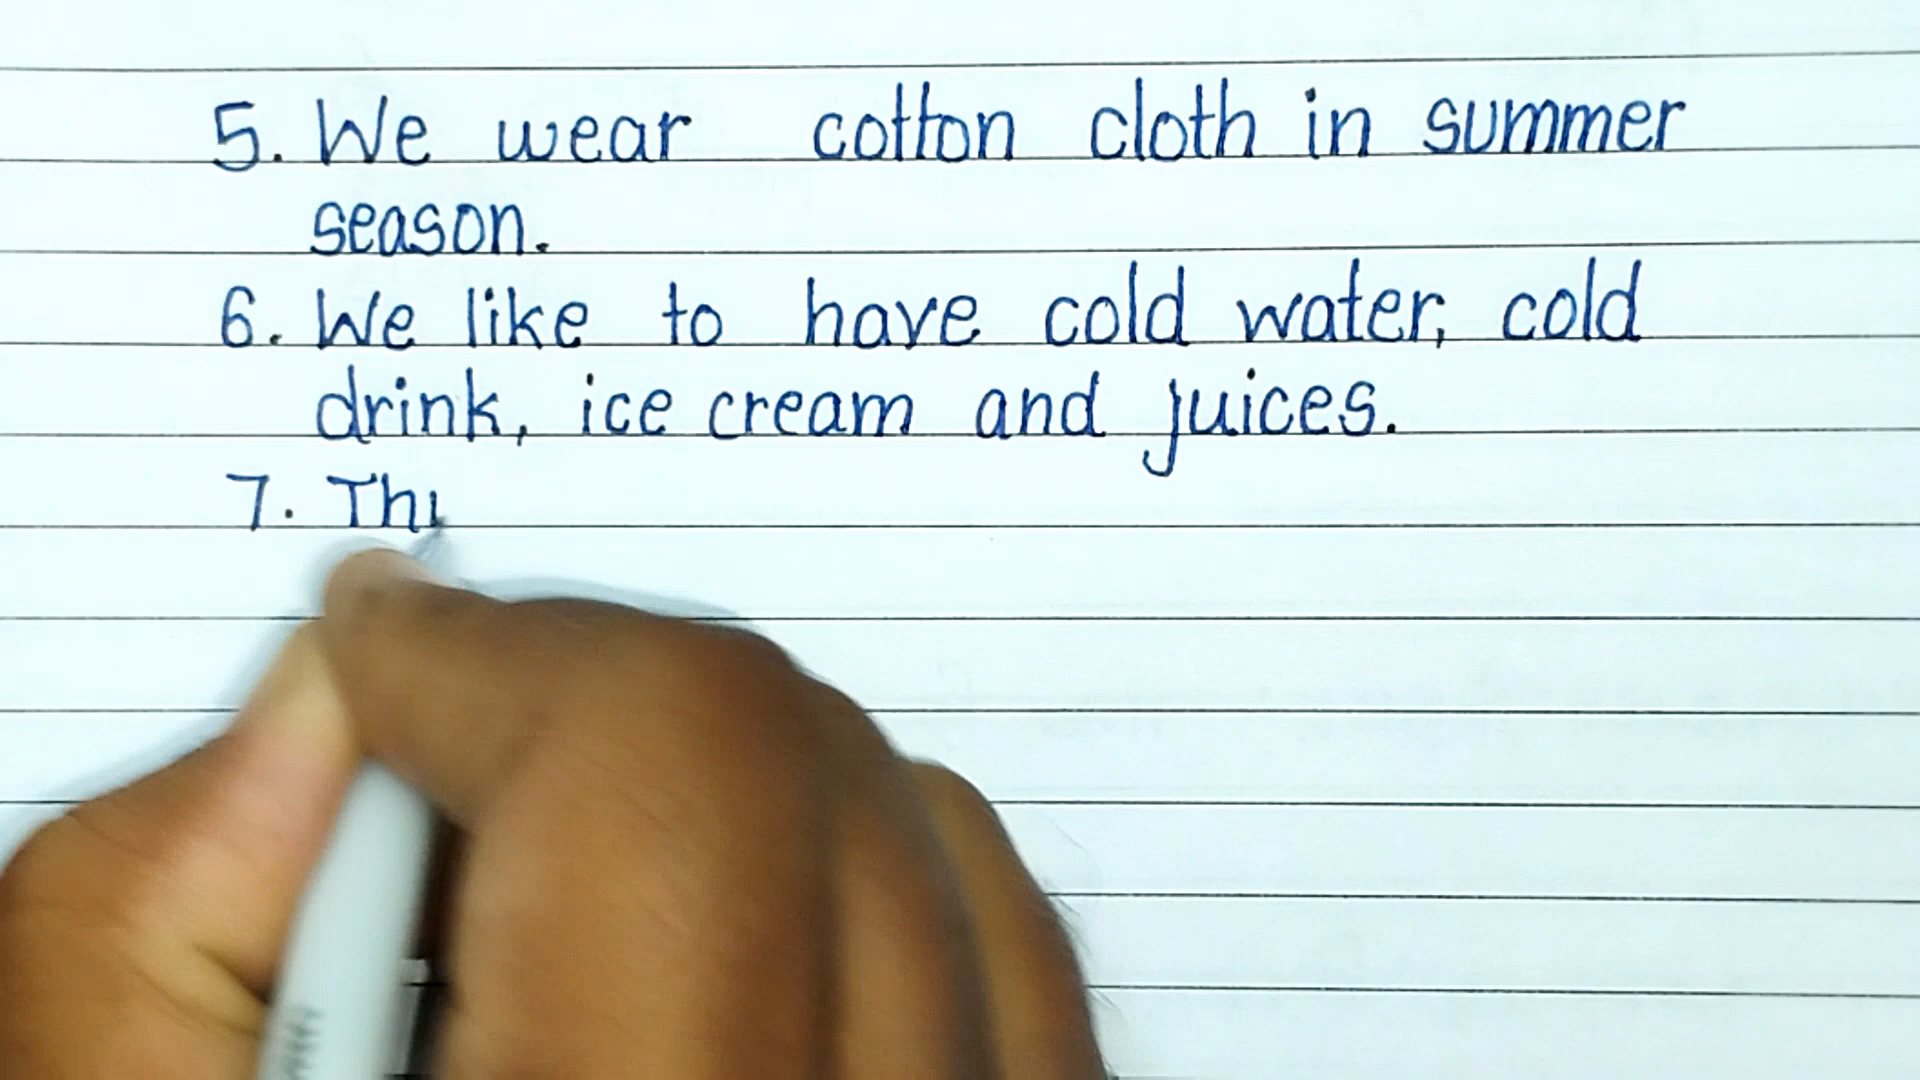 5. We wear cotton cloth in summer
season.
6. We like to have cold water, cold
drink, ice cream and juices.
7. Thi